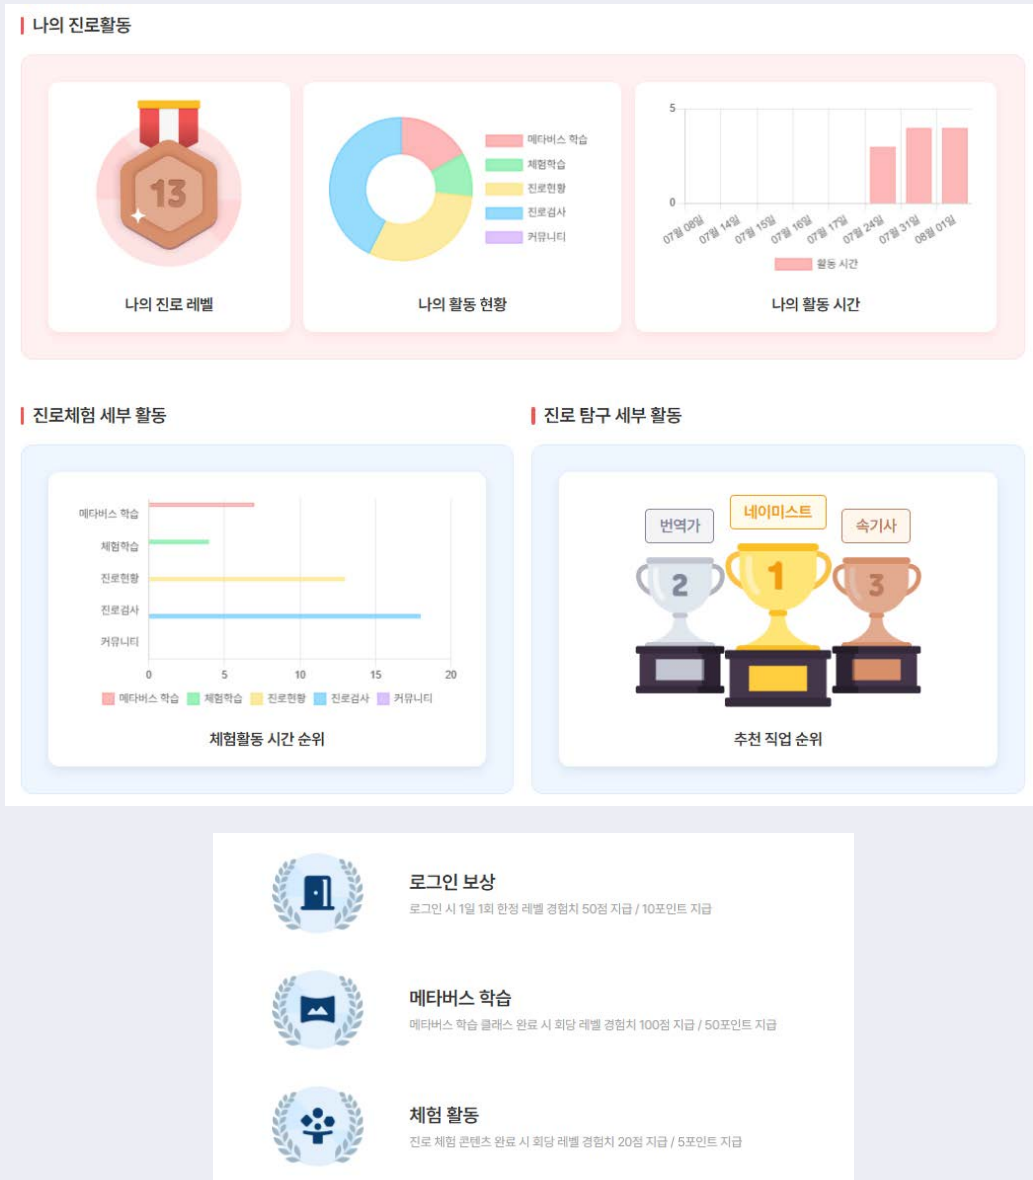 나의 진로활동
13
나의 진로 레벨
메타버스 학습
체험학습
진로현황
진로검사
커뮤니티
나의 활동 현황
5
0
07월 08일
07월 14일
07월 15일
07월 16일
07월 17일
07월 24일
07월 31일
08월 01일
활동 시간
나의 활동 시간
진로체험 세부 활동
메타버스 학습
체험학습
진로현황
진로검사
커뮤니티
0 5 10 15 20
메타버스 학습 체험학습 진로현황 진로검사 커뮤니티
체험활동 시간 순위
진로 탐구 세부 활동
번역가 네이미스트 속기사
2 1 3
추천 직업 순위
로그인 보상
로그인 시 1일 1회 한정 레벨 경험치 50점 지급 / 10포인트 지급
메타버스 학습
메타버스 학습 클래스 완료 시 회당 레벨 경험치 100점 지급 / 50포인트 지급
체험 활동
진로 체험 콘텐츠 완료 시 회당 레벨 경험치 20점 지급 / 5포인트 지급